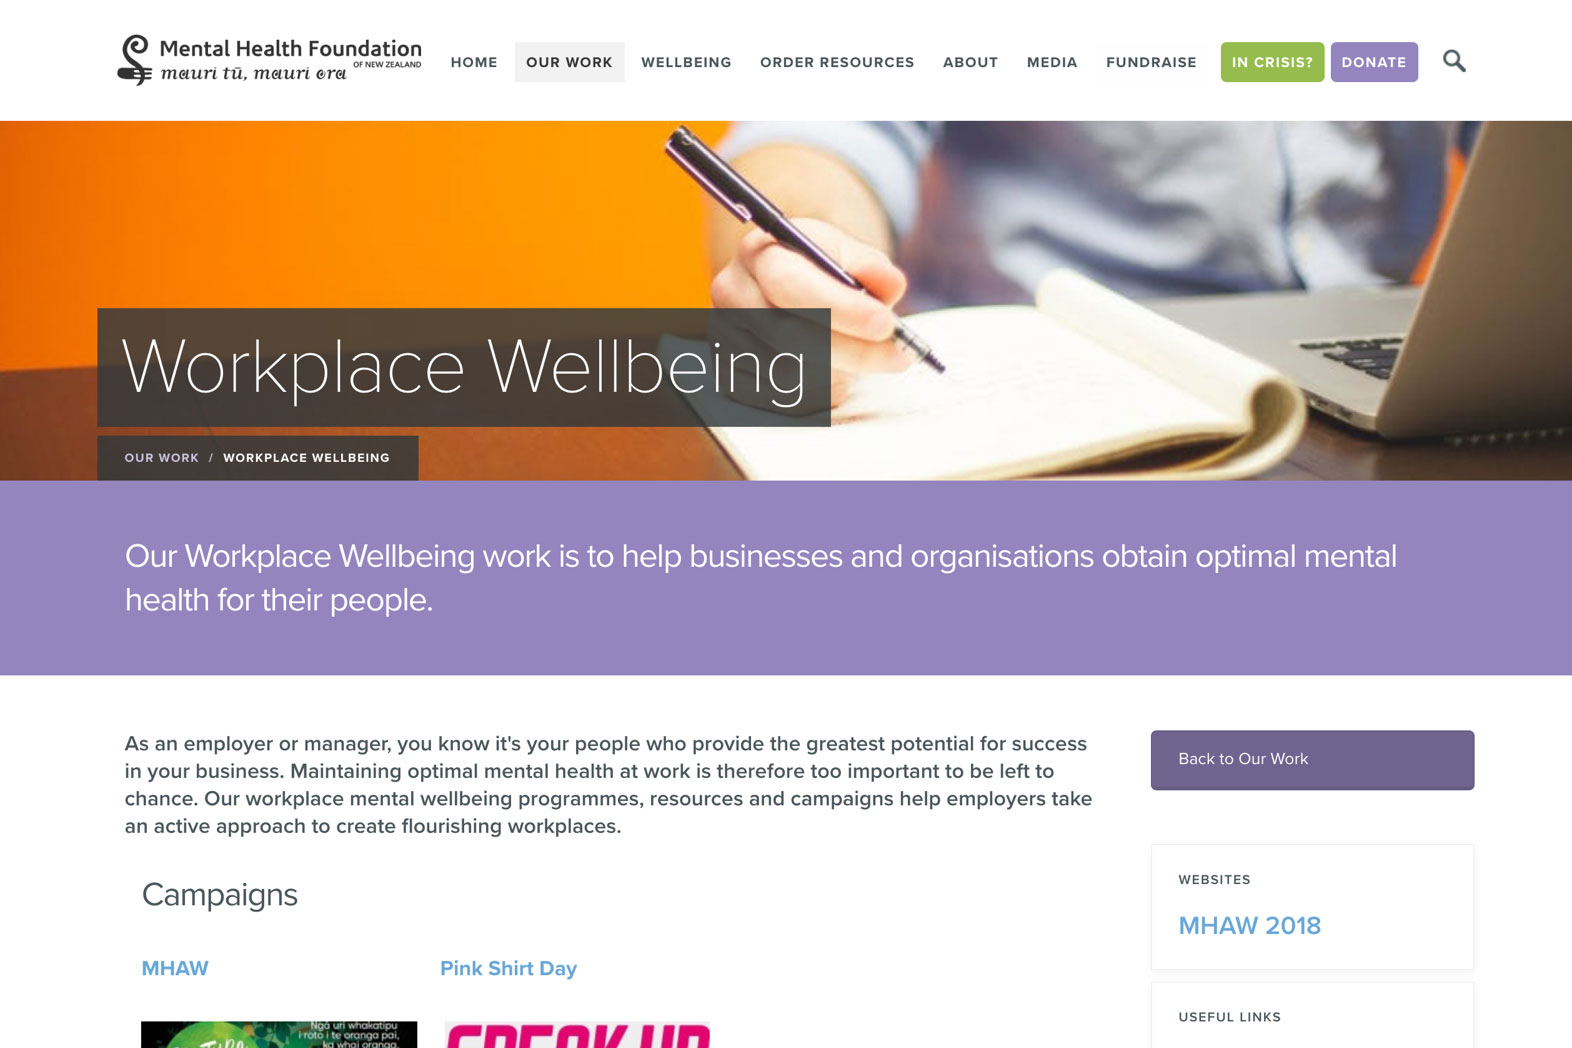 Mental Health Foundation
OF NEW ZEALAND
mauri tū, mauri ora
HOME
OUR WORK
WELLBEING
ORDER RESOURCES
ABOUT
MEDIA
FUNDRAISE
IN CRISIS?
DONATE
Workplace Wellbeing
OUR WORK / WORKPLACE WELLBEING
Our Workplace Wellbeing work is to help businesses and organisations obtain optimal mental
health for their people.
As an employer or manager, you know it's your people who provide the greatest potential for success
in your business. Maintaining optimal mental health at work is therefore too important to be left to
chance. Our workplace mental wellbeing programmes, resources and campaigns help employers take
an active approach to create flourishing workplaces.
Back to Our Work
Campaigns
WEBSITES
MHAW 2018
MHAW
Pink Shirt Day
USEFUL LINKS
Ngā uri whakatipu
i roto i te oranga pai,
ka whai oranga.
SPEAK UP